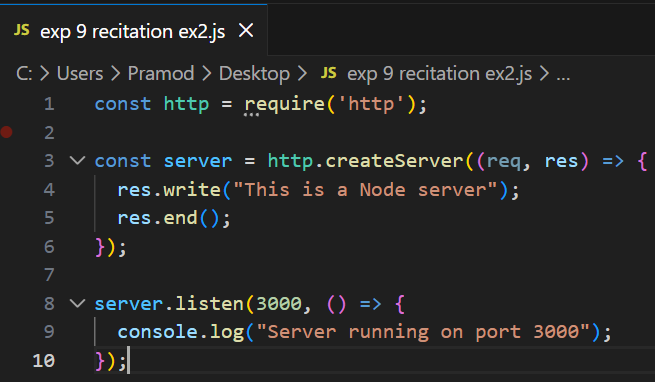 JS exp 9 recitation ex2.js ×
C: > Users > Pramod > Desktop > JS exp 9 recitation ex2.js > ...
1 const http = require('http');
2
3 const server = http.createServer((req, res) => {
4 res.write("This is a Node server");
5 res.end();
6 });
7
8 server.listen(3000, () => {
9 console.log("Server running on port 3000");
10 });